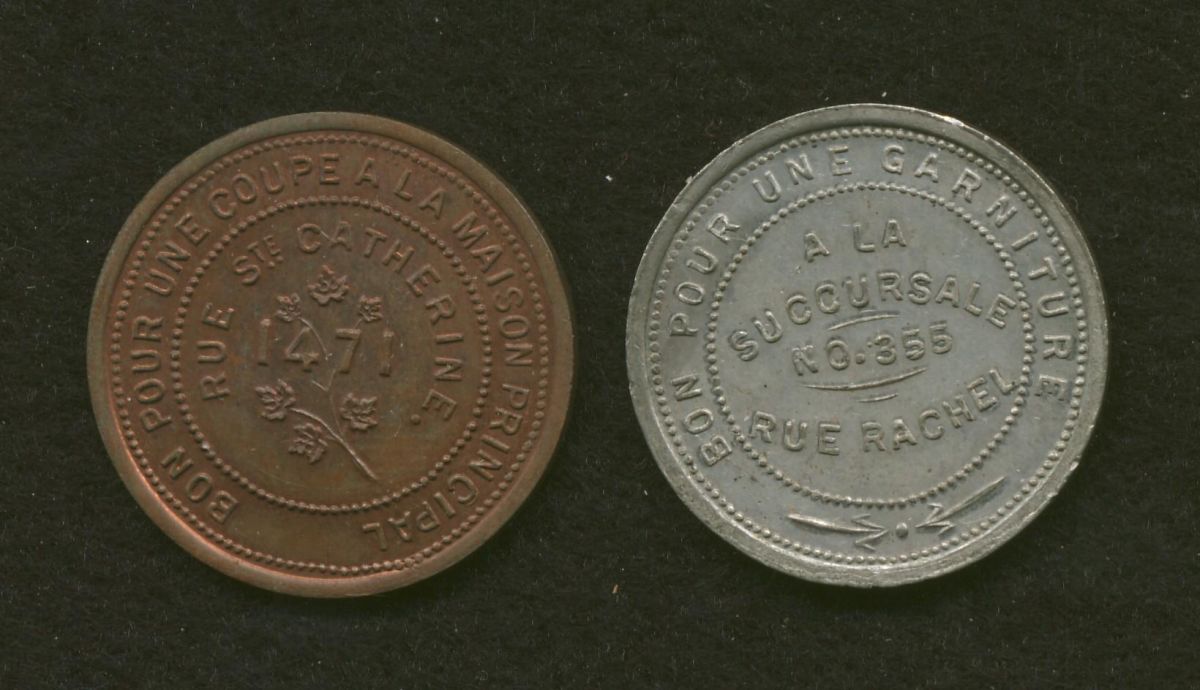 BON POUR UNE COUPE A LA MAISON PRINCIPAL
RUE STE CATHERINE.
1471
BON POUR UNE GARNITURE
A LA
SUCCURSALE
NO. 355
RUE RACHEL